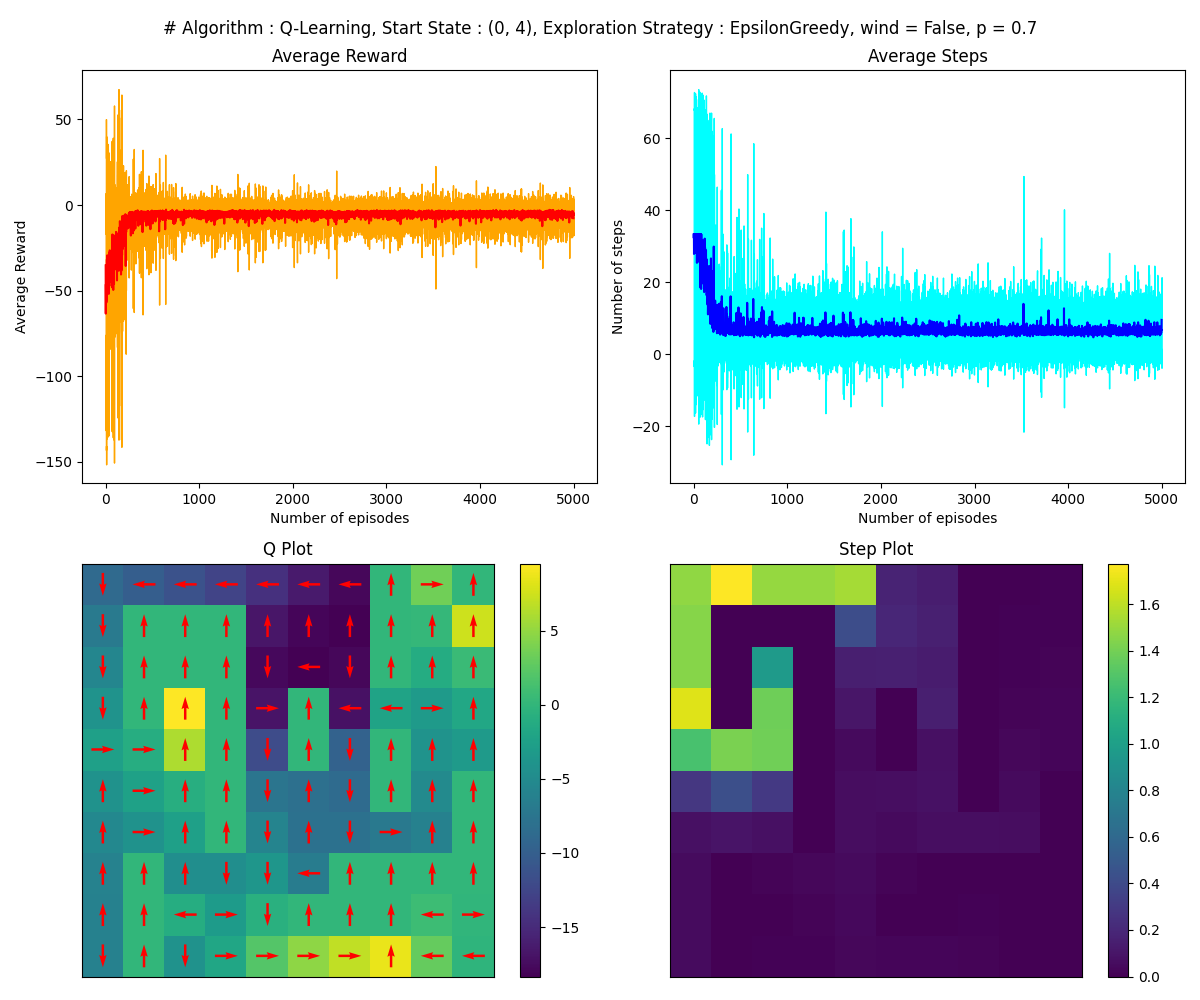 # Algorithm : Q-Learning, Start State : (0, 4), Exploration Strategy : EpsilonGreedy, wind = False, p = 0.7
Average Reward
50
0
−50
−100
−150
Average Reward
0 1000 2000 3000 4000 5000
Number of episodes
Average Steps
60
40
20
0
−20
Number of steps
0 1000 2000 3000 4000 5000
Number of episodes
Q Plot
5
0
−5
−10
−15
Step Plot
1.6
1.4
1.2
1.0
0.8
0.6
0.4
0.2
0.0